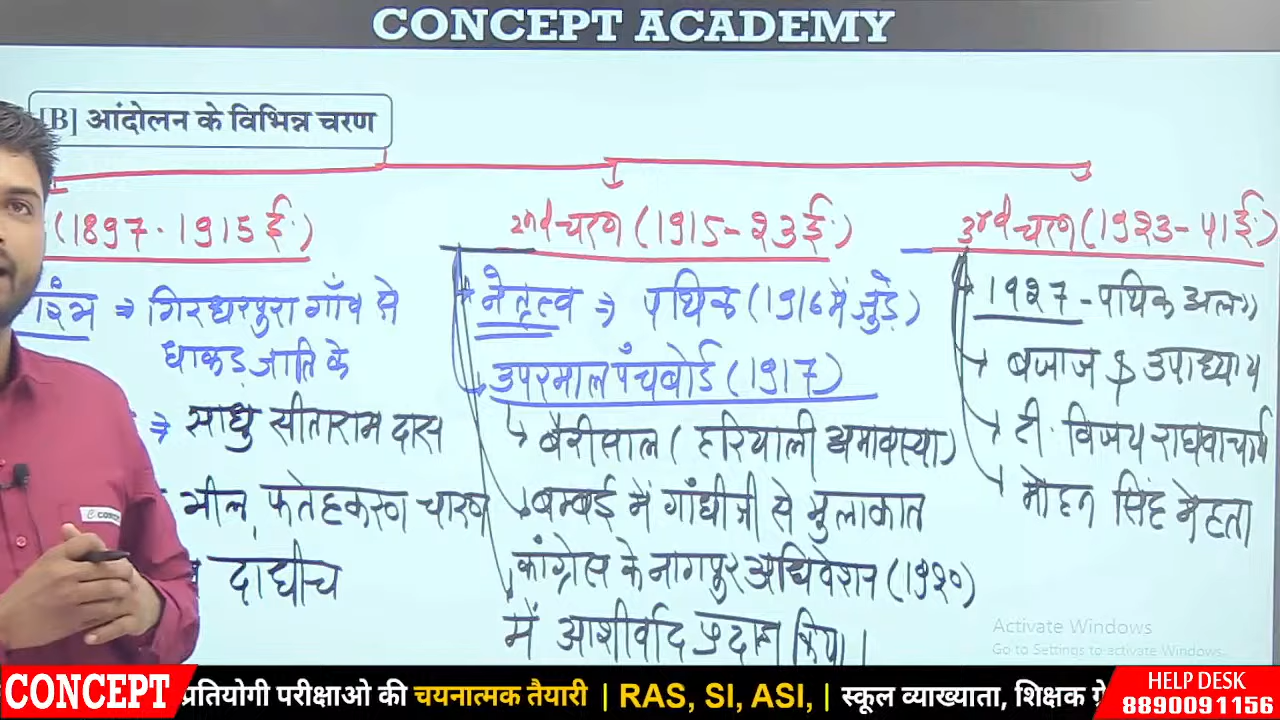 CONCEPT ACADEMY
[B] आंदोलन के विभिन्न चरण
(1897-1915 ई.)
गिरधरपुरा गाँव से
धाकड़ जाति के
साधु सीताराम दास
भील, फतेहकरण चारण
दाधीच
2nd चरण (1915-23 ई.)
नेतृत्व ⇒ पथिक (1916 में जुड़े)
उपरमाल पंचबोर्ड (1917)
बैरीसाल (हरियाली अमावस्या)
बम्बई में गाँधीजी से मुलाकात
कांग्रेस के नागपुर अधिवेशन (1920)
में आशीर्वाद प्रदान किया।
3rd चरण (1923-41 ई.)
1927 - पथिक अलग
बजाज & उपाध्याय
टी. विजय राघवाचार्य
मोहन सिंह मेहता
Activate Windows
Go to Settings to activate Windows.
CONCEPT
प्रतियोगी परीक्षाओ की चयनात्मक तैयारी | RAS, SI, ASI, | स्कूल व्याख्याता, शिक्षक
HELP DESK
8890091156